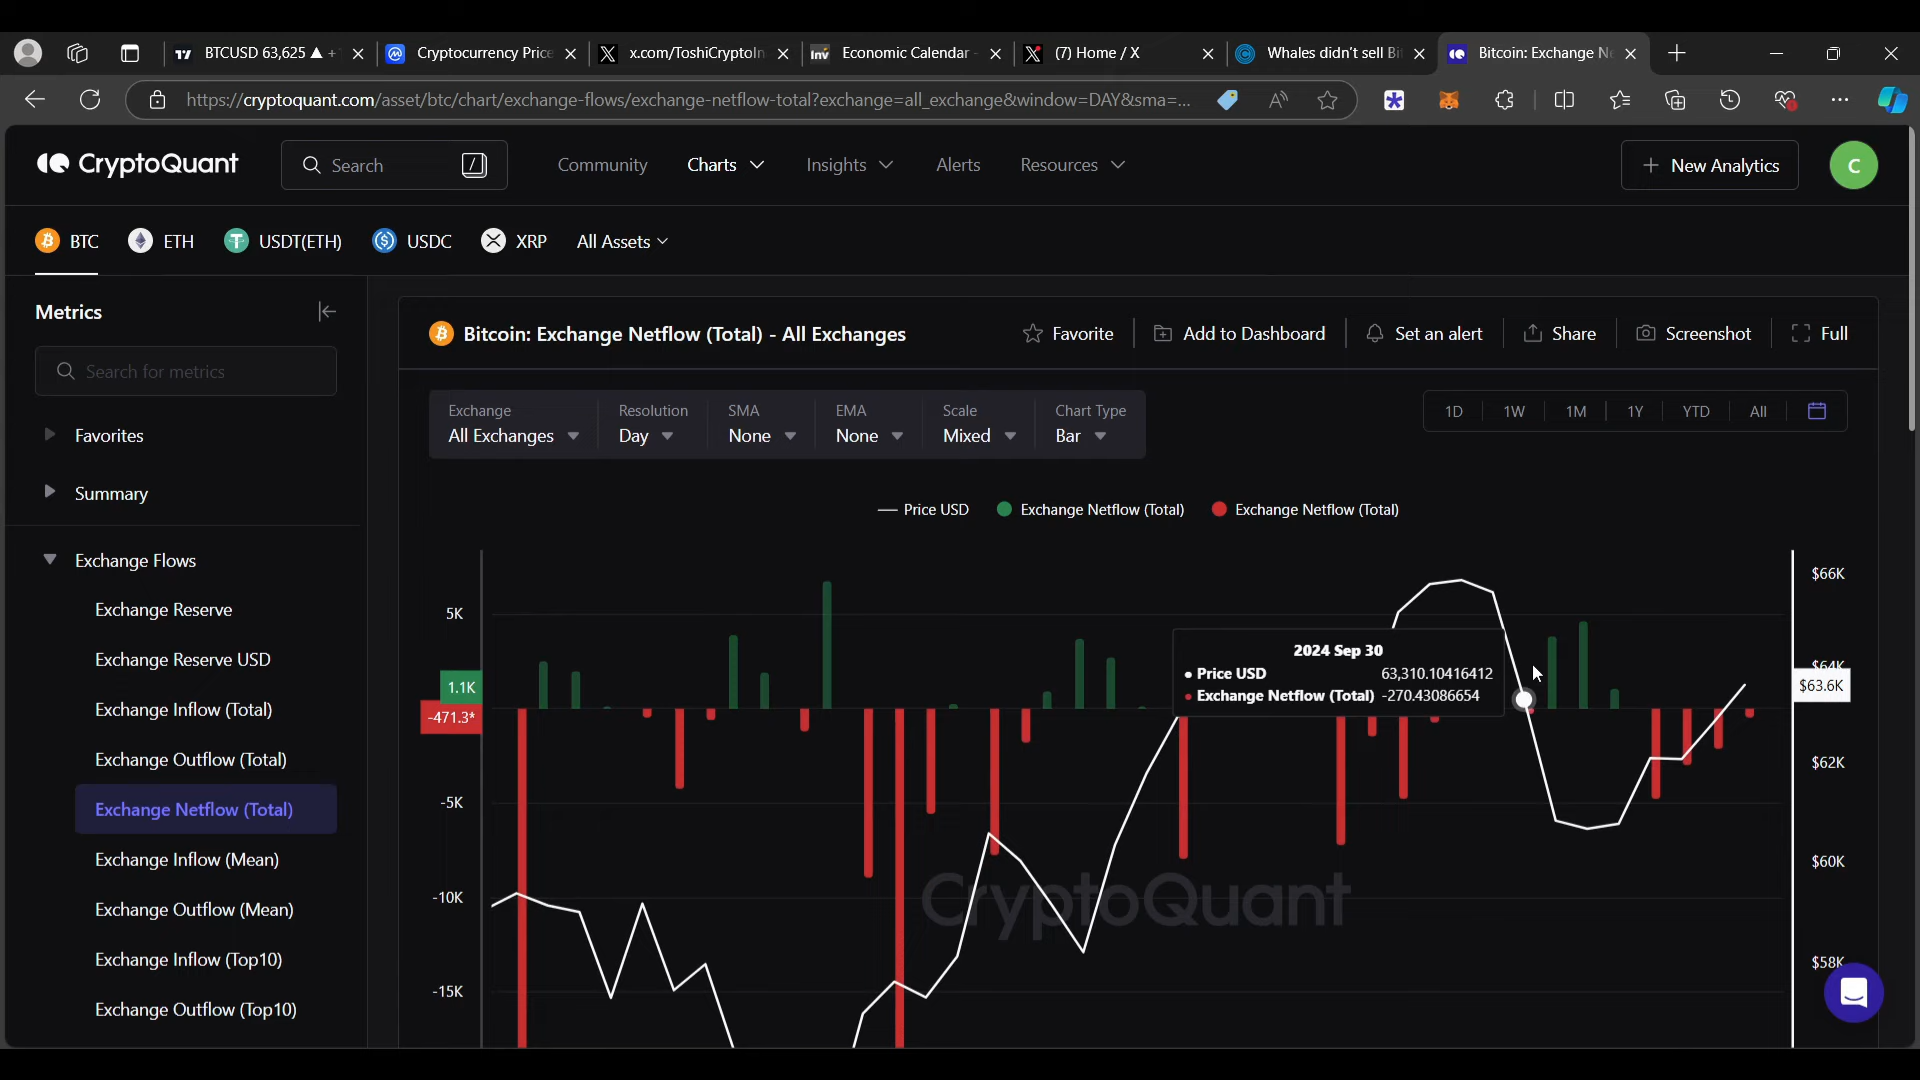 BTCUSD 63,625 ▲ +
Cryptocurrency Price
x.com/ToshiCryptoIn
Inv
Economic Calendar -
(7) Home / X
Whales didn't sell Bi
Bitcoin: Exchange Ne
https://cryptoquant.com/asset/btc/chart/exchange-flows/exchange-netflow-total?exchange=all_exchange&window=DAY&sma=...
CryptoQuant
Search
/
Community
Charts
Insights
Alerts
Resources
+ New Analytics
C
BTC
ETH
USDT(ETH)
USDC
XRP
All Assets
Metrics
Search for metrics
Favorites
Summary
Exchange Flows
Exchange Reserve
Exchange Reserve USD
Exchange Inflow (Total)
Exchange Outflow (Total)
Exchange Netflow (Total)
Exchange Inflow (Mean)
Exchange Outflow (Mean)
Exchange Inflow (Top10)
Exchange Outflow (Top10)
Bitcoin: Exchange Netflow (Total) - All Exchanges
Favorite
Add to Dashboard
Set an alert
Share
Screenshot
Full
Exchange
All Exchanges
Resolution
Day
SMA
None
EMA
None
Scale
Mixed
Chart Type
Bar
1D
1W
1M
1Y
YTD
All
Price USD
Exchange Netflow (Total)
Exchange Netflow (Total)
5K
1.1K
-471.3*
-5K
-10K
-15K
2024 Sep 30
Price USD 63,310.10416412
Exchange Netflow (Total) -270.43086654
$66K
$64K
$63.6K
$62K
$60K
$58K
CryptoQuant